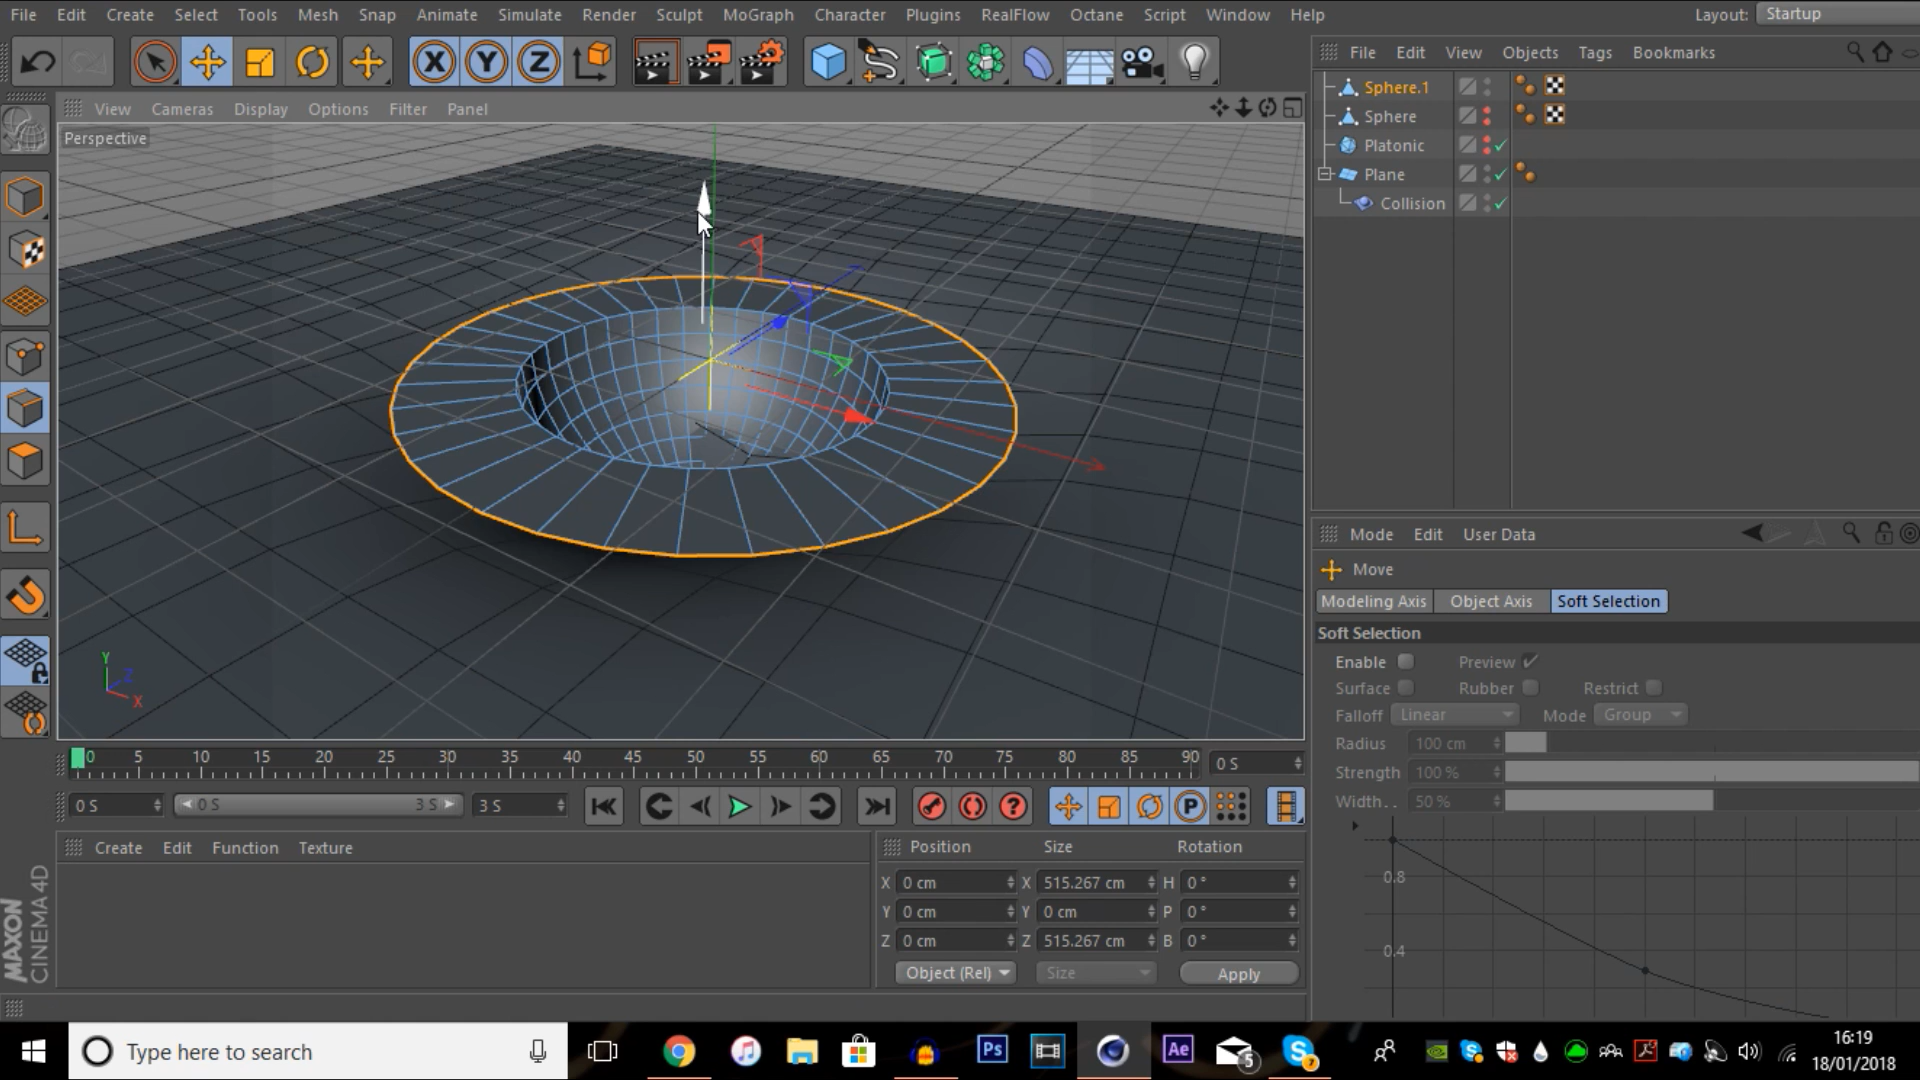 File Edit Create Select Tools Mesh Snap Animate Simulate Render Sculpt MoGraph Character Plugins RealFlow Octane Script Window Help Layout: Startup
X Y Z
File Edit View Objects Tags Bookmarks
View Cameras Display Options Filter Panel
Perspective
Sphere.1
Sphere
Platonic
Plane
Collision
Y
Z
X
Mode Edit User Data
Move
Modeling Axis Object Axis Soft Selection
Soft Selection
Enable Preview
Surface Rubber Restrict
Falloff Linear Mode Group
Radius 100 cm
Strength 100 %
Width.. 50 %
0.8
0.4
0 5 10 15 20 25 30 35 40 45 50 55 60 65 70 75 80 85 90 0 S
0 S 0 S 3 S 3 S ? P
Create Edit Function Texture
Position Size Rotation
X 0 cm X 515.267 cm H 0 °
Y 0 cm Y 0 cm P 0 °
Z 0 cm Z 515.267 cm B 0 °
Object (Rel) Size Apply
MAXON
CINEMA 4D
Type here to search
Ps
Ae
5
7
16:19
18/01/2018